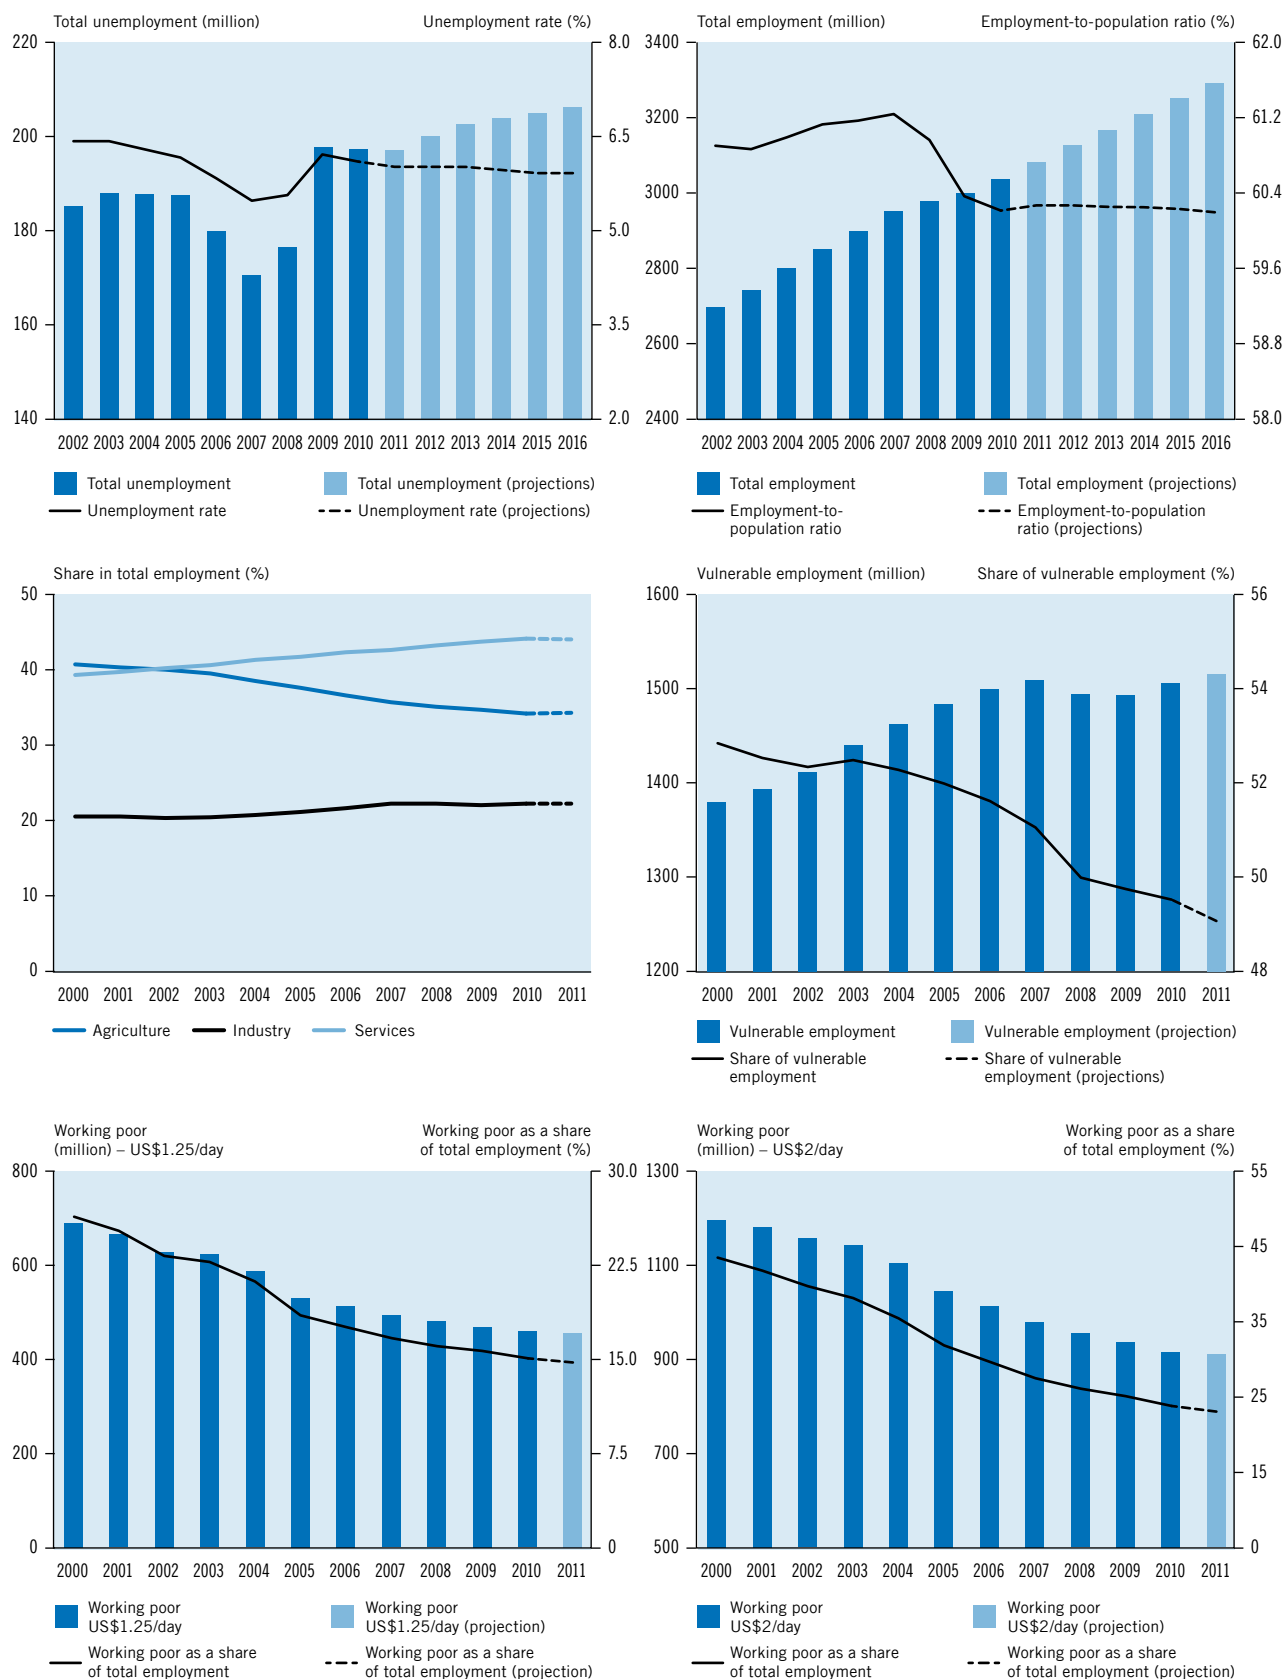 Total unemployment (million) Unemployment rate (%)
220 8.0
200 6.5
180 5.0
160 3.5
140 2.0
2002 2003 2004 2005 2006 2007 2008 2009 2010 2011 2012 2013 2014 2015 2016
Total unemployment Total unemployment (projections)
Unemployment rate Unemployment rate (projections)
Total employment (million) Employment-to-population ratio (%)
3400 62.0
3200 61.2
3000 60.4
2800 59.6
2600 58.8
2400 58.0
2002 2003 2004 2005 2006 2007 2008 2009 2010 2011 2012 2013 2014 2015 2016
Total employment Total employment (projections)
Employment-to- Employment-to-population
population ratio ratio (projections)
Share in total employment (%)
50
40
30
20
10
0
2000 2001 2002 2003 2004 2005 2006 2007 2008 2009 2010 2011
Agriculture Industry Services
Vulnerable employment (million) Share of vulnerable employment (%)
1600 56
1500 54
1400 52
1300 50
1200 48
2000 2001 2002 2003 2004 2005 2006 2007 2008 2009 2010 2011
Vulnerable employment Vulnerable employment (projection)
Share of vulnerable Share of vulnerable
employment employment (projections)
Working poor Working poor as a share
(million) – US$1.25/day of total employment (%)
800 30.0
600 22.5
400 15.0
200 7.5
0 0
2000 2001 2002 2003 2004 2005 2006 2007 2008 2009 2010 2011
Working poor Working poor
US$1.25/day US$1.25/day (projection)
Working poor as a share Working poor as a share
of total employment of total employment (projection)
Working poor Working poor as a share
(million) – US$2/day of total employment (%)
1300 55
1100 45
35
900
25
700
15
500 0
2000 2001 2002 2003 2004 2005 2006 2007 2008 2009 2010 2011
Working poor Working poor
US$2/day US$2/day (projection)
Working poor as a share Working poor as a share
of total employment of total employment (projection)